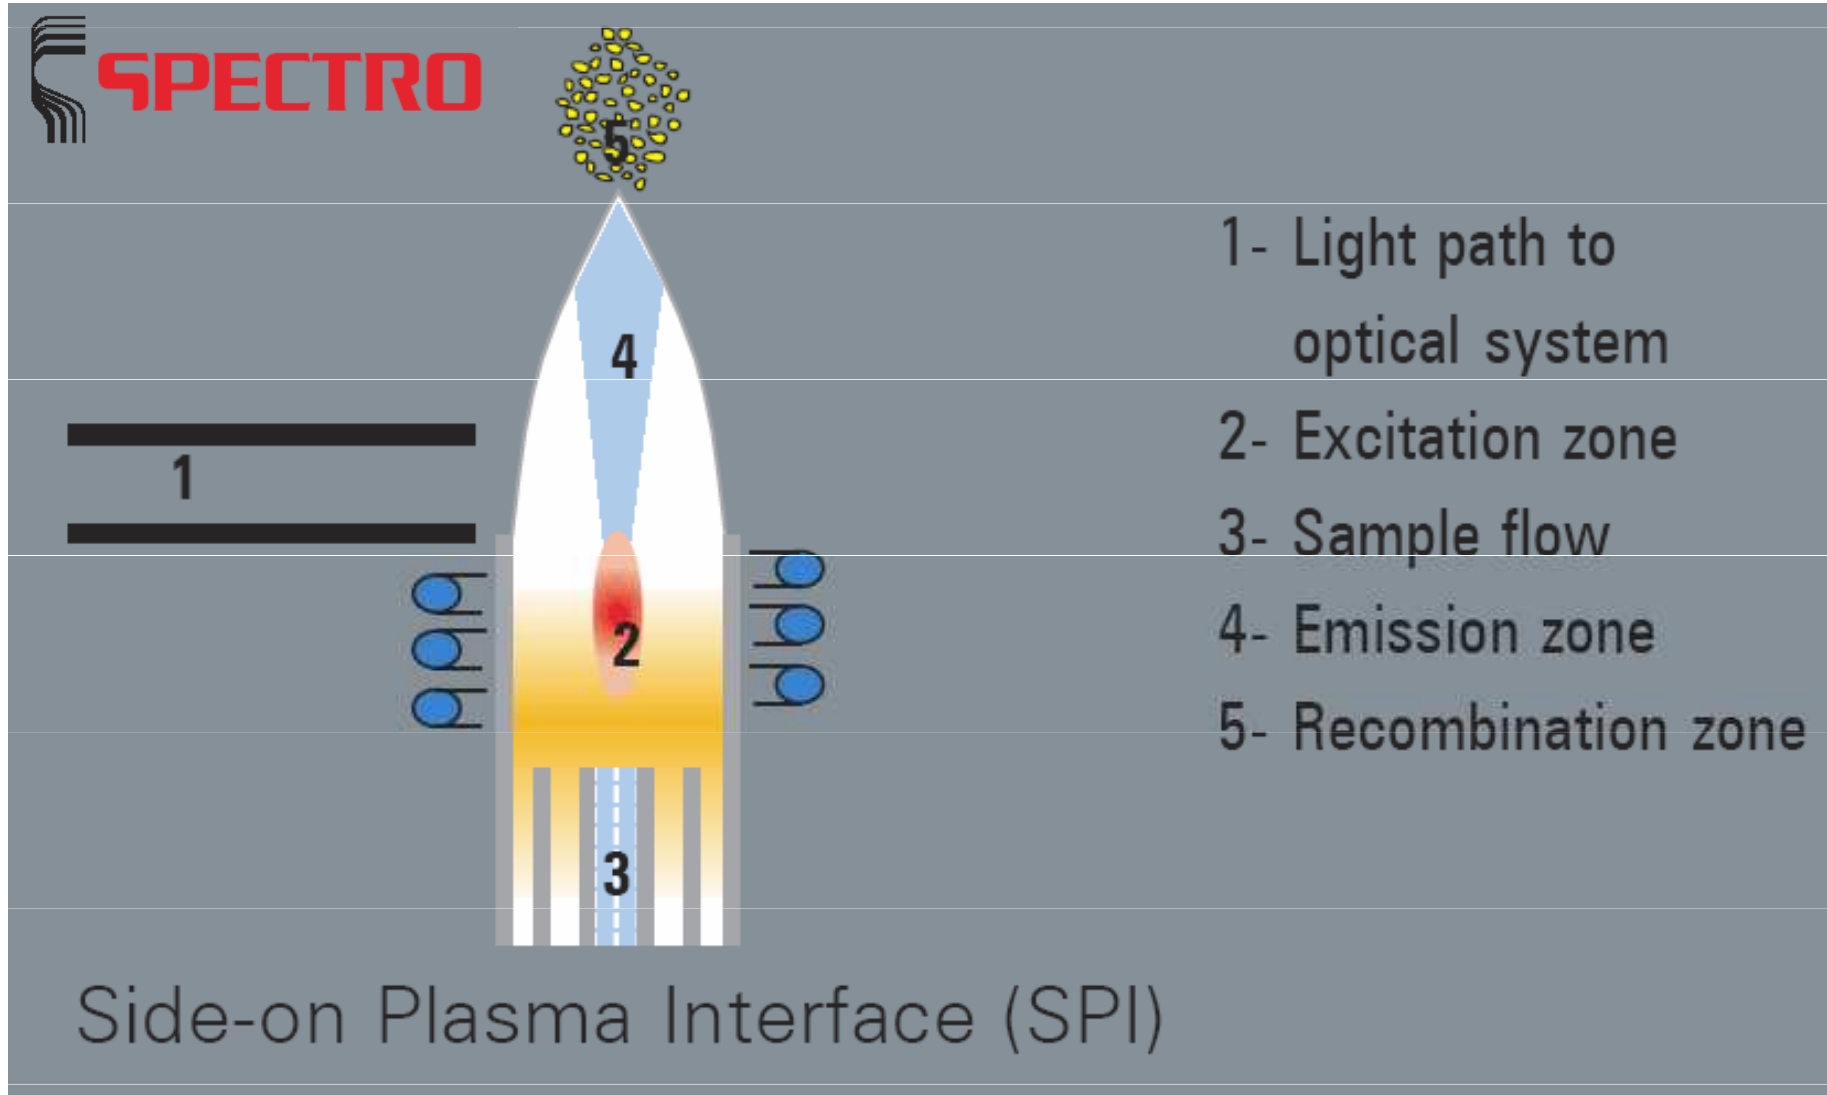 SPECTRO
5
1- Light path to
optical system
4
2- Excitation zone
1
3- Sample flow
2
4- Emission zone
5- Recombination zone
3
Side-on Plasma Interface (SPI)